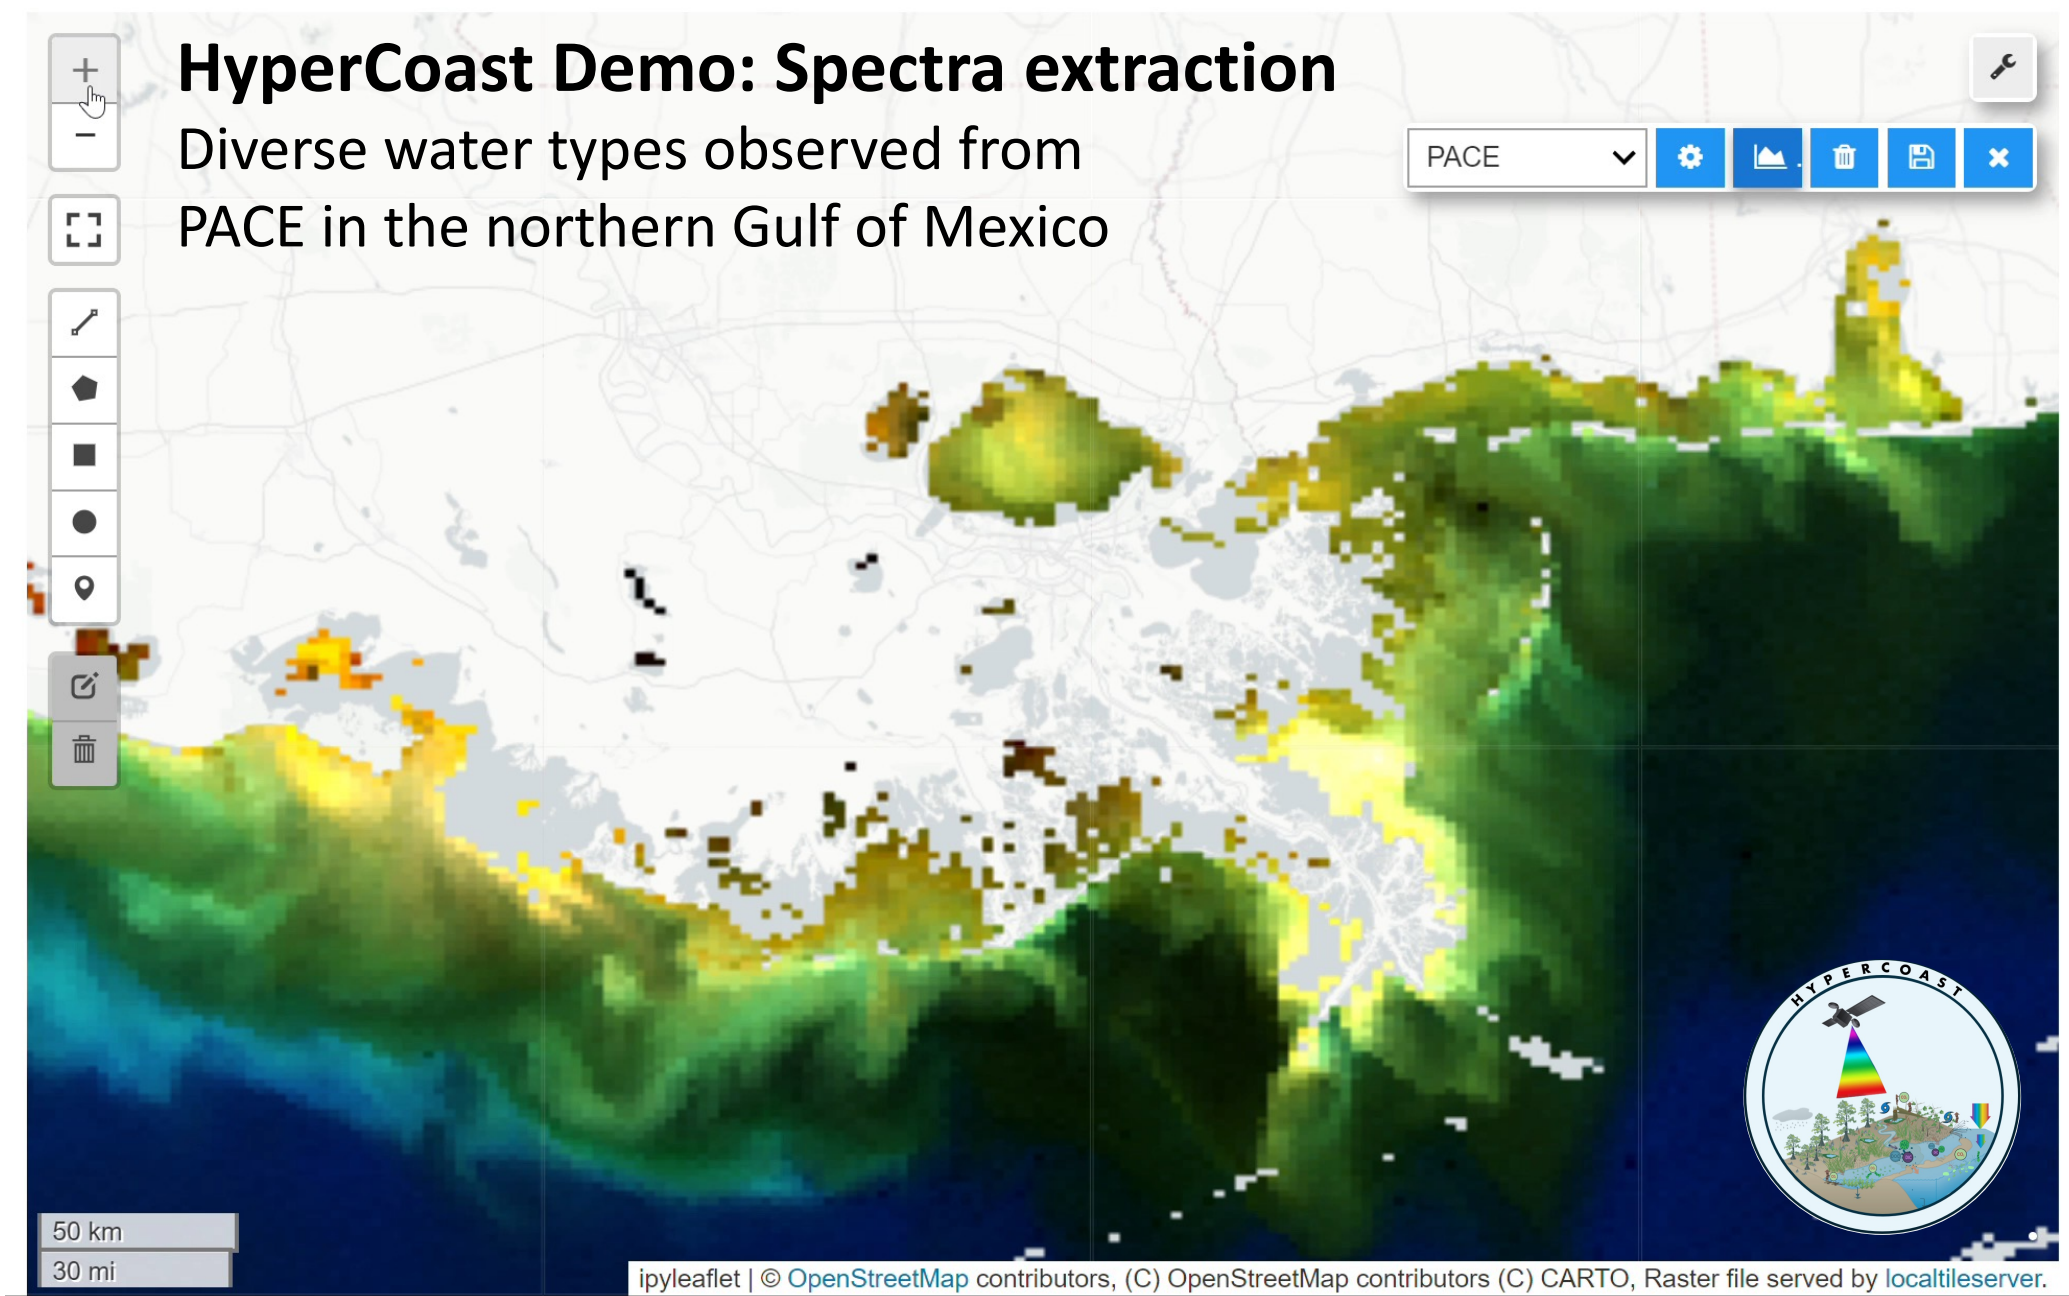 HyperCoast Demo: Spectra extraction
Diverse water types observed from
PACE in the northern Gulf of Mexico
PACE
HYPERCOAST
50 km
30 mi
ipyleaflet | © OpenStreetMap contributors, (C) OpenStreetMap contributors (C) CARTO, Raster file served by localtileserver.